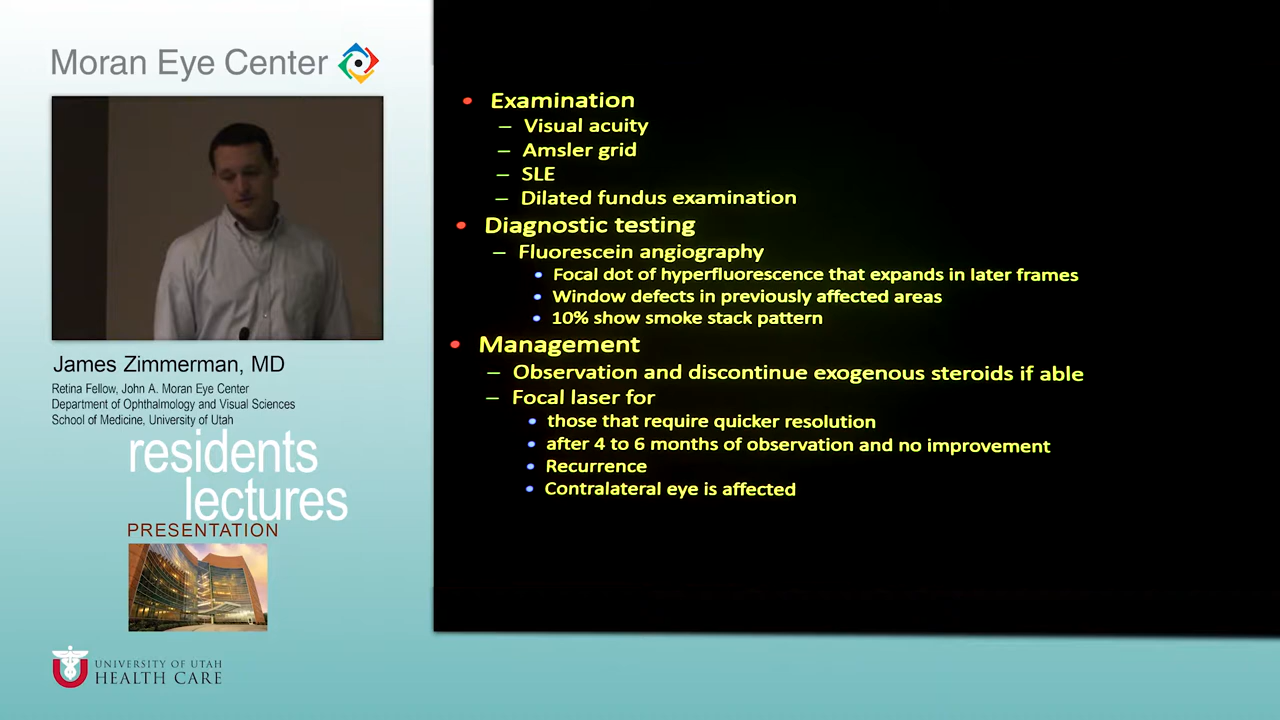 Moran Eye Center
James Zimmerman, MD
Retina Fellow, John A. Moran Eye Center
Department of Ophthalmology and Visual Sciences
School of Medicine, University of Utah
residents
lectures
PRESENTATION
UNIVERSITY OF UTAH
HEALTH CARE
• Examination
– Visual acuity
– Amsler grid
– SLE
– Dilated fundus examination
• Diagnostic testing
– Fluorescein angiography
• Focal dot of hyperfluorescence that expands in later frames
• Window defects in previously affected areas
• 10% show smoke stack pattern
• Management
– Observation and discontinue exogenous steroids if able
– Focal laser for
• those that require quicker resolution
• after 4 to 6 months of observation and no improvement
• Recurrence
• Contralateral eye is affected